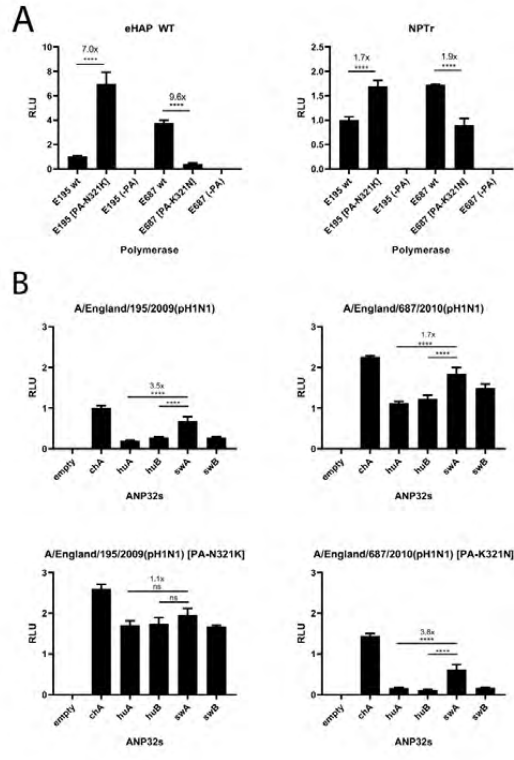 A
eHAP WT
NPTr
RLU
10
8
6
4
2
0
7.0x
****
9.6x
****
E195 wt
E195 [PA-N321K]
E195 (-PA)
E687 wt
E687 [PA-K321N]
E687 (-PA)
Polymerase
RLU
2.5
2.0
1.5
1.0
0.5
0.0
1.7x
****
1.9x
****
E195 wt
E195 [PA-N321K]
E195 (-PA)
E687 wt
E687 [PA-K321N]
E687 (-PA)
Polymerase
B
A/England/195/2009(pH1N1)
RLU
3
2
1
0
3.5x
****
****
empty
chA
huA
huB
swA
swB
ANP32s
A/England/687/2010(pH1N1)
RLU
3
2
1
0
1.7x
****
****
empty
chA
huA
huB
swA
swB
ANP32s
A/England/195/2009(pH1N1) [PA-N321K]
RLU
3
2
1
0
1.1x
ns
ns
empty
chA
huA
huB
swA
swB
ANP32s
A/England/687/2010(pH1N1) [PA-K321N]
RLU
3
2
1
0
3.8x
****
****
empty
chA
huA
huB
swA
swB
ANP32s